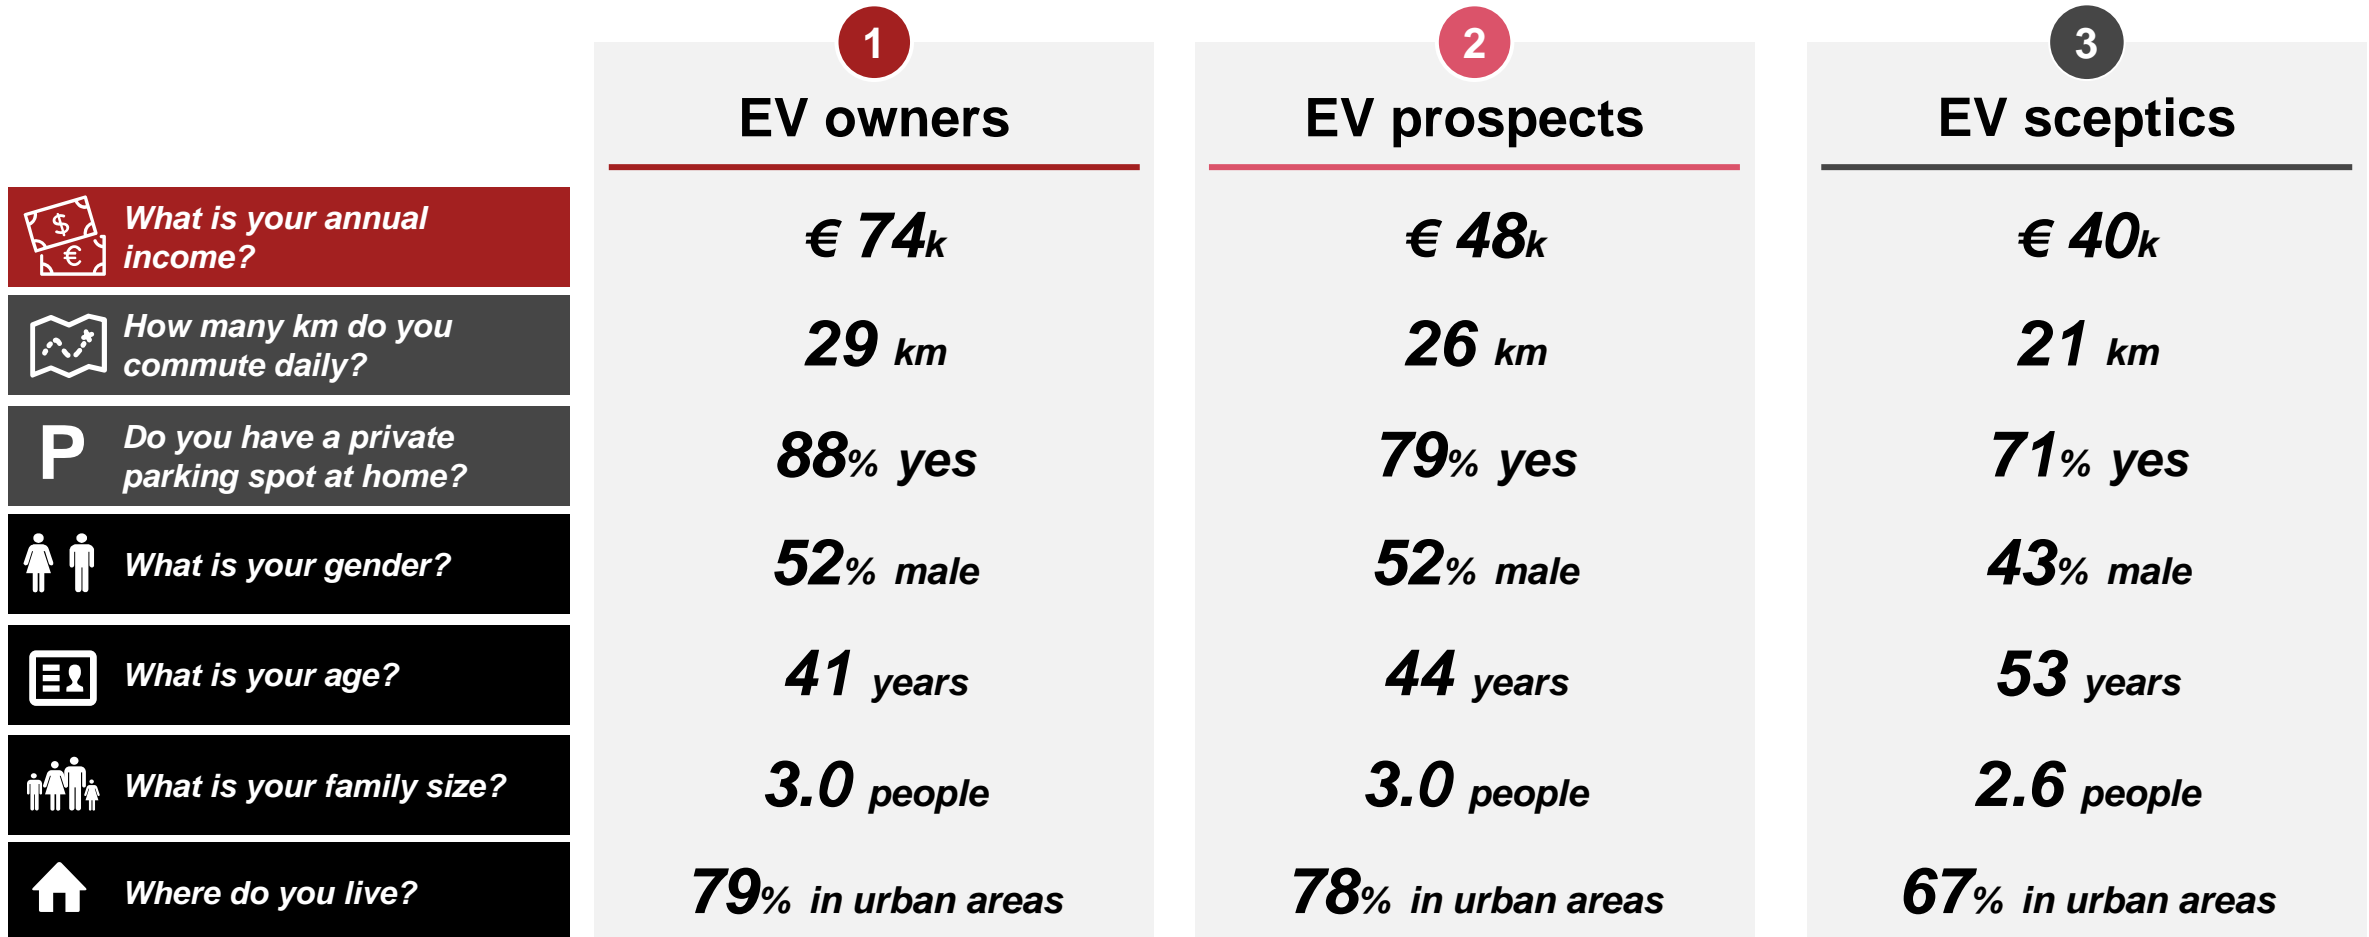 1
2
3
EV owners
EV prospects
EV sceptics
$
€
What is your annual
income?
€ 74k
€ 48k
€ 40k
How many km do you
commute daily?
29 km
26 km
21 km
P
Do you have a private
parking spot at home?
88% yes
79% yes
71% yes
What is your gender?
52% male
52% male
43% male
What is your age?
41 years
44 years
53 years
What is your family size?
3.0 people
3.0 people
2.6 people
Where do you live?
79% in urban areas
78% in urban areas
67% in urban areas